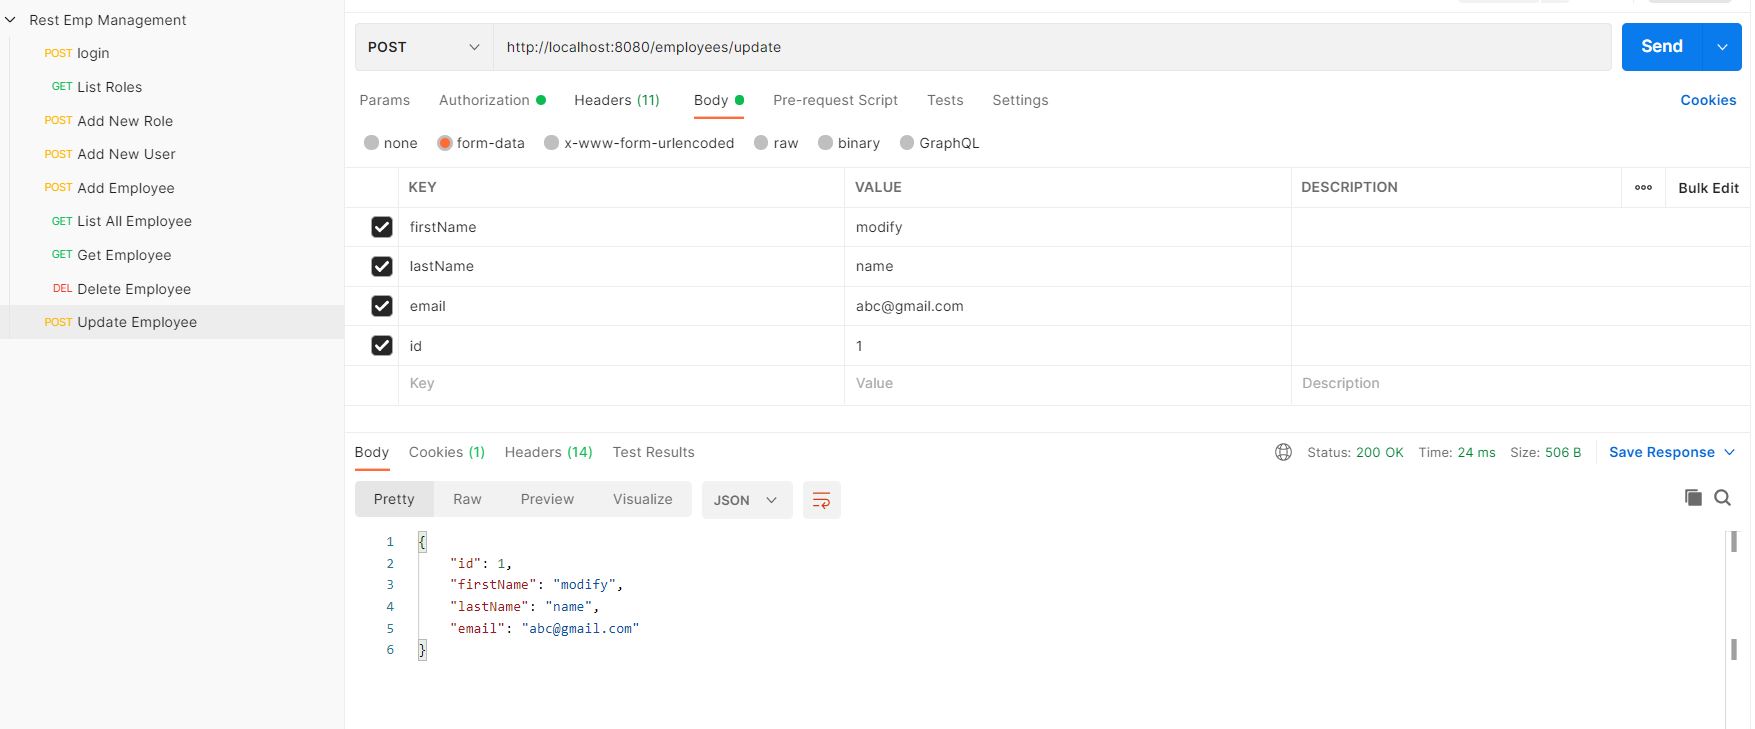 Rest Emp Management
POST login
GET List Roles
POST Add New Role
POST Add New User
POST Add Employee
GET List All Employee
GET Get Employee
DEL Delete Employee
POST Update Employee
POST http://localhost:8080/employees/update Send
Params Authorization Headers (11) Body Pre-request Script Tests Settings Cookies
none form-data x-www-form-urlencoded raw binary GraphQL
KEY VALUE DESCRIPTION Bulk Edit
firstName modify
lastName name
email abc@gmail.com
id 1
Key Value Description
Body Cookies (1) Headers (14) Test Results Status: 200 OK Time: 24 ms Size: 506 B Save Response
Pretty Raw Preview Visualize JSON
1 {
2 "id": 1,
3 "firstName": "modify",
4 "lastName": "name",
5 "email": "abc@gmail.com"
6 }